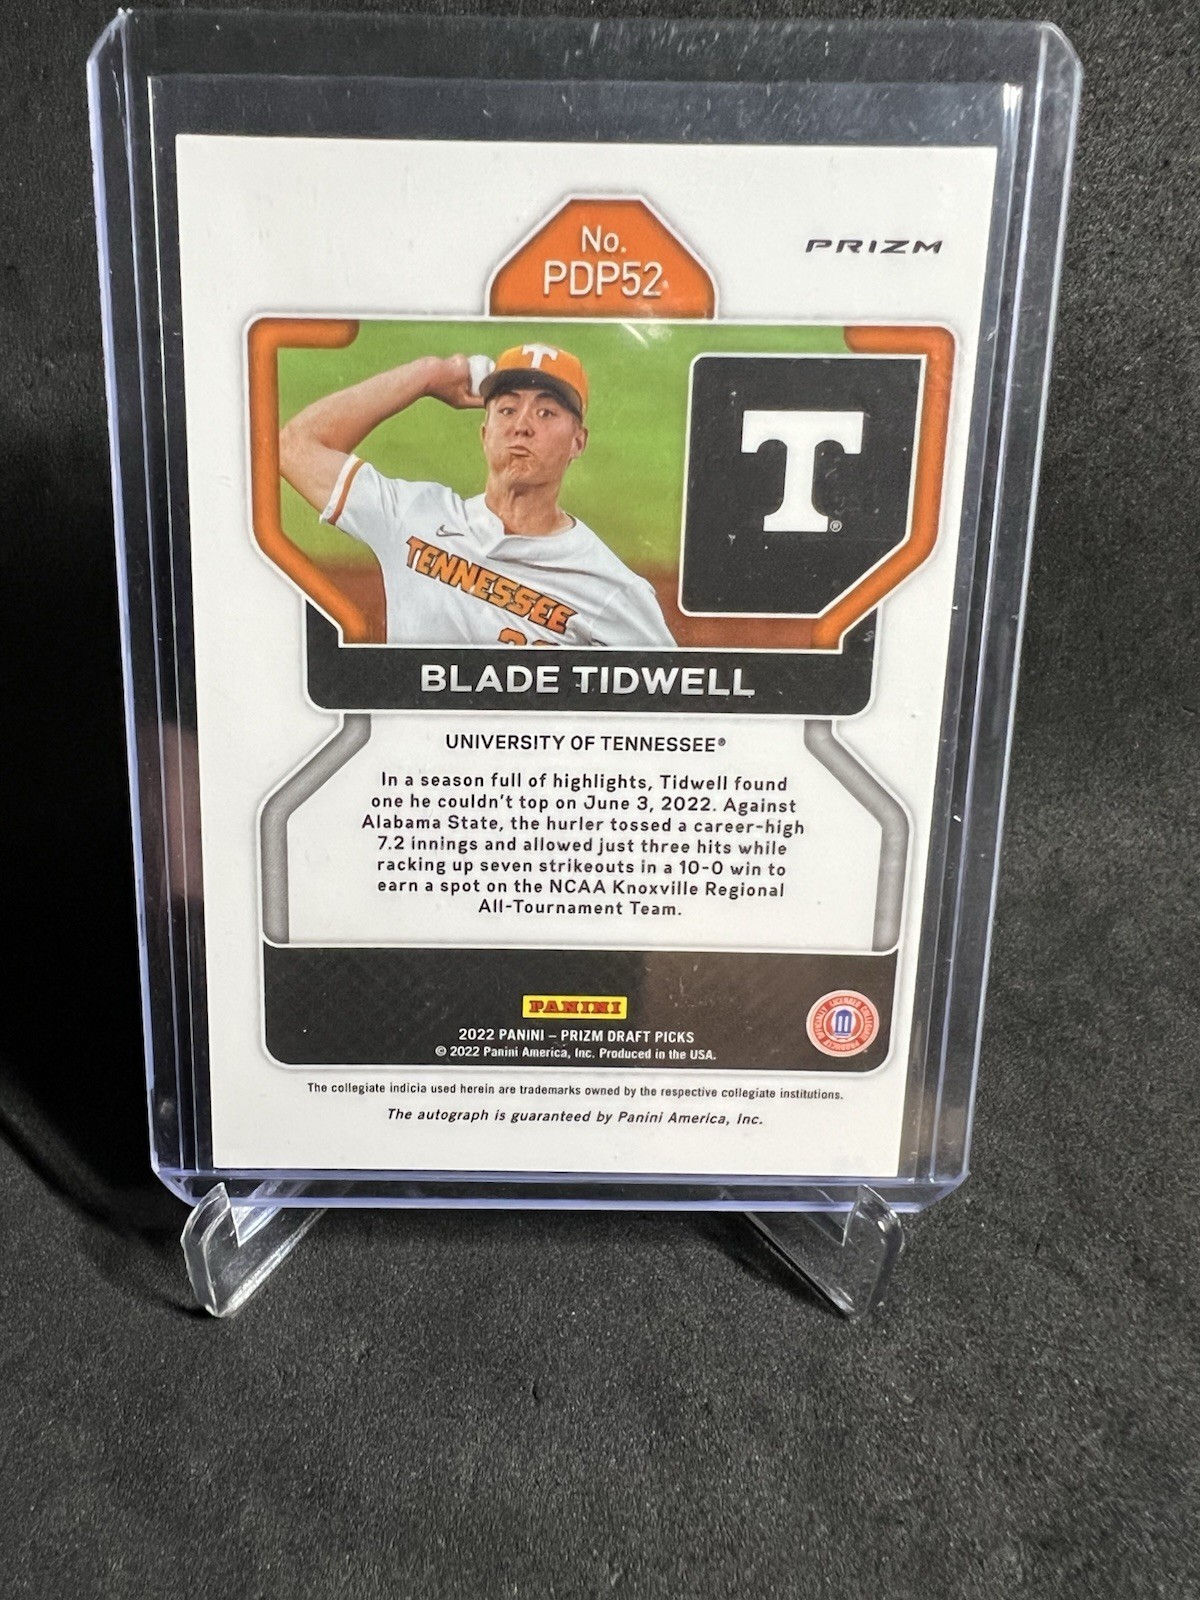 No.
PDP52
PRIZM
T
T
®
TENNESSEE
BLADE TIDWELL
UNIVERSITY OF TENNESSEE®
In a season full of highlights, Tidwell found
one he couldn't top on June 3, 2022. Against
Alabama State, the hurler tossed a career-high
7.2 innings and allowed just three hits while
racking up seven strikeouts in a 10-0 win to
earn a spot on the NCAA Knoxville Regional
All-Tournament Team.
PANINI
OFFICIALLY LICENSED COLLEGIATE PRODUCTS
2022 PANINI – PRIZM DRAFT PICKS
© 2022 Panini America, Inc. Produced in the USA.
The collegiate indicia used herein are trademarks owned by the respective collegiate institutions.
The autograph is guaranteed by Panini America, Inc.